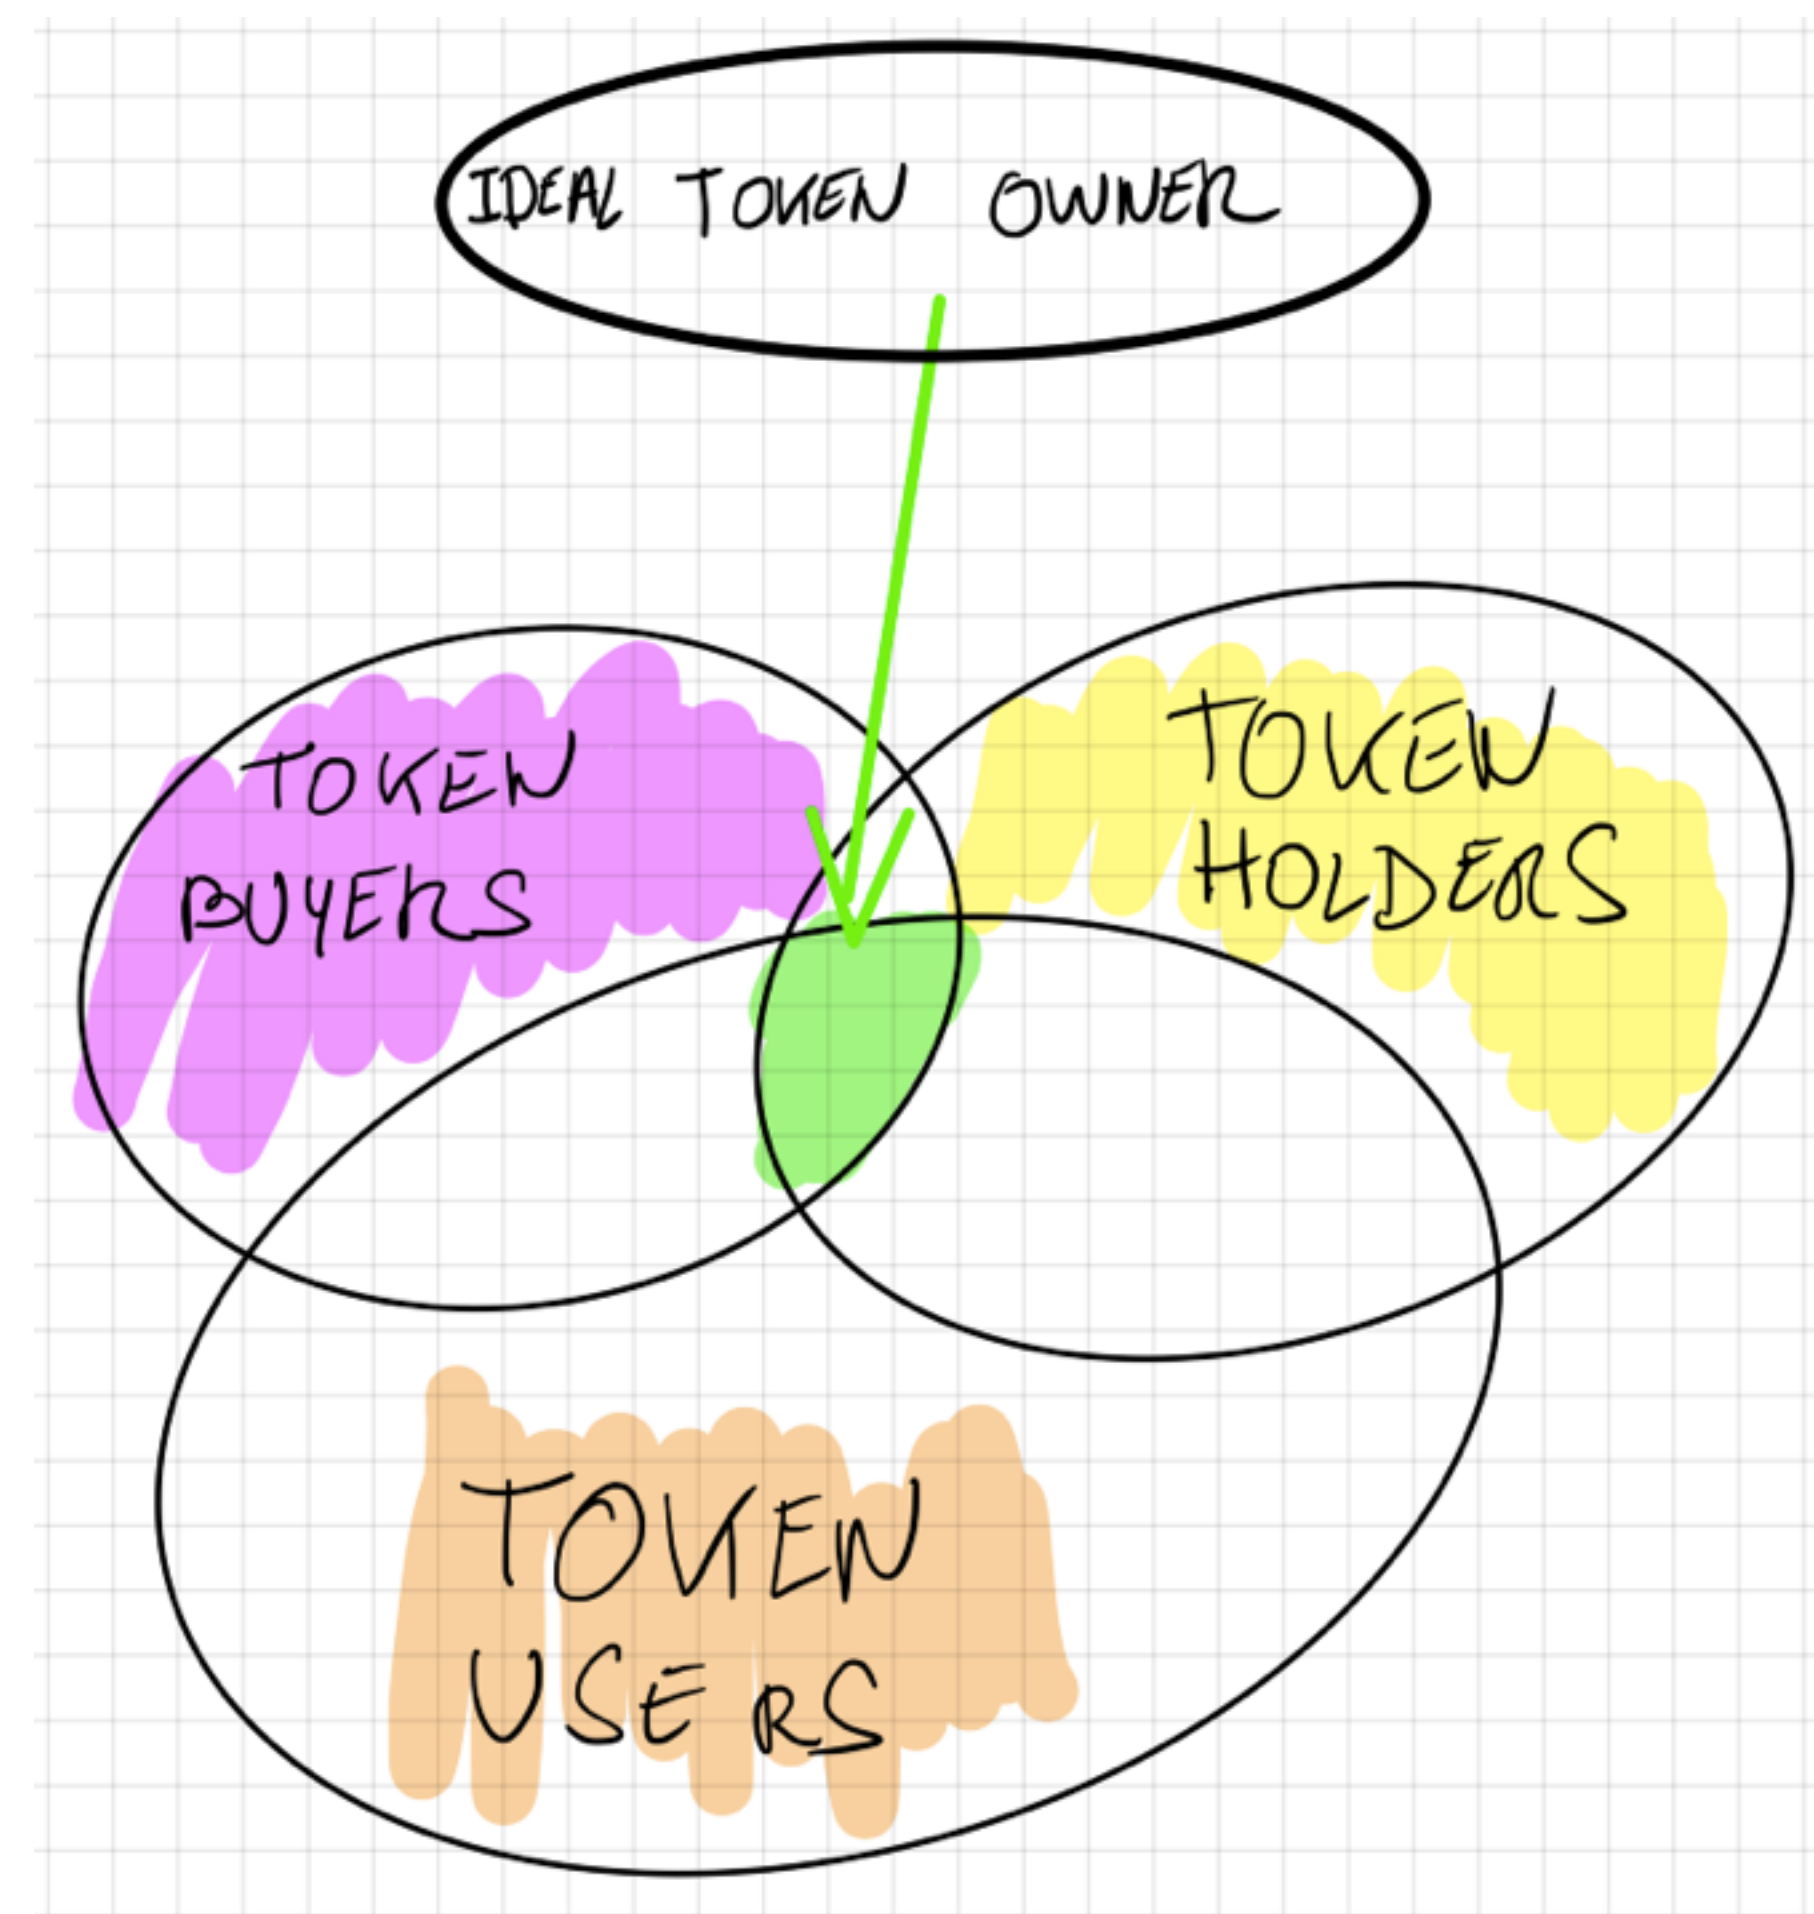 IDEAL TOKEN OWNER
TOKEN
BUYERS
TOKEN
HOLDERS
TOKEN
USERS